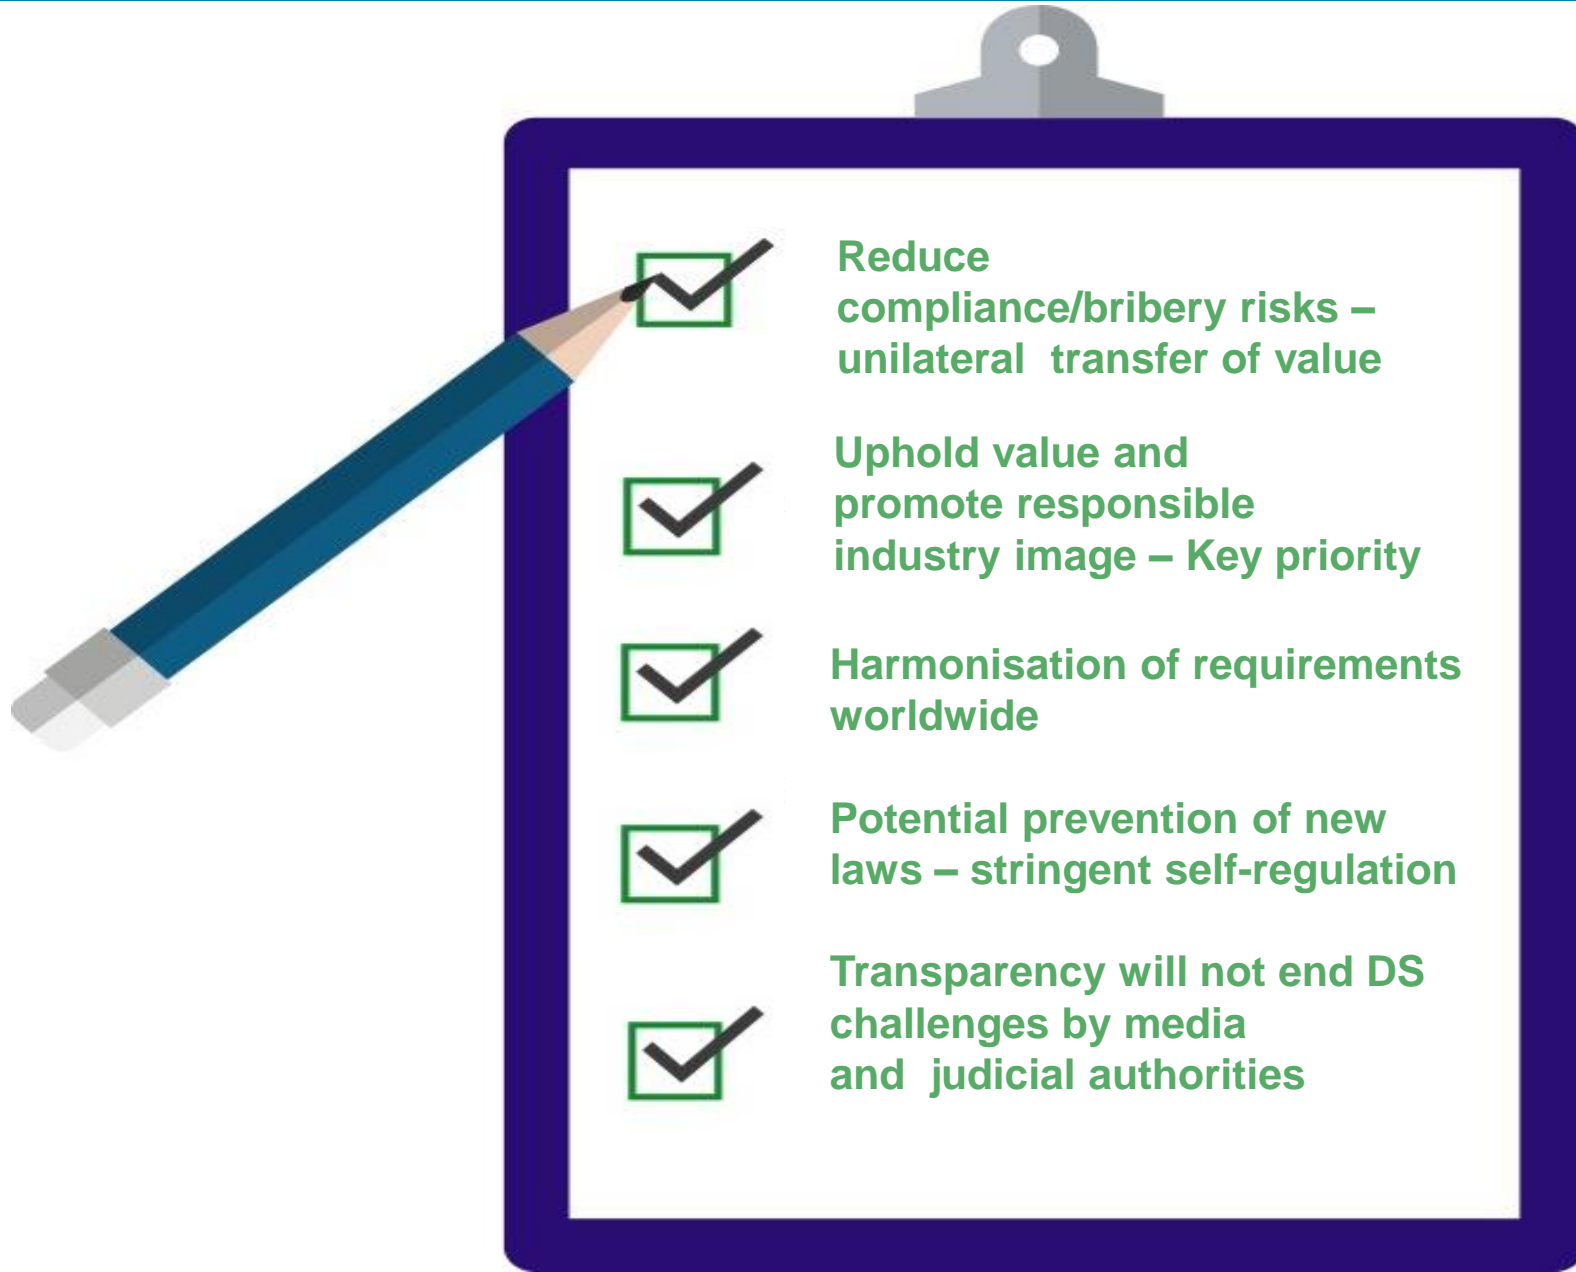 Reduce
compliance/bribery risks –
unilateral  transfer of value
Uphold value and
promote responsible
industry image – Key priority
Harmonisation of requirements
worldwide
Potential prevention of new
laws – stringent self-regulation
Transparency will not end DS
challenges by media
and  judicial authorities